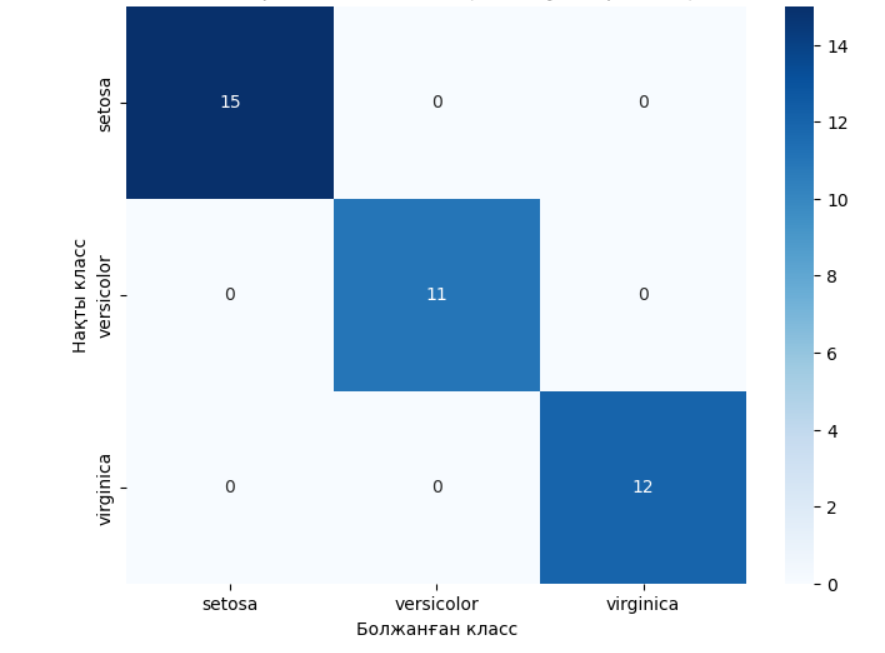 setosa 15 0 0
versicolor 0 11 0
virginica 0 0 12
Нақты класс
setosa versicolor virginica
Болжанған класс
14
12
10
8
6
4
2
0